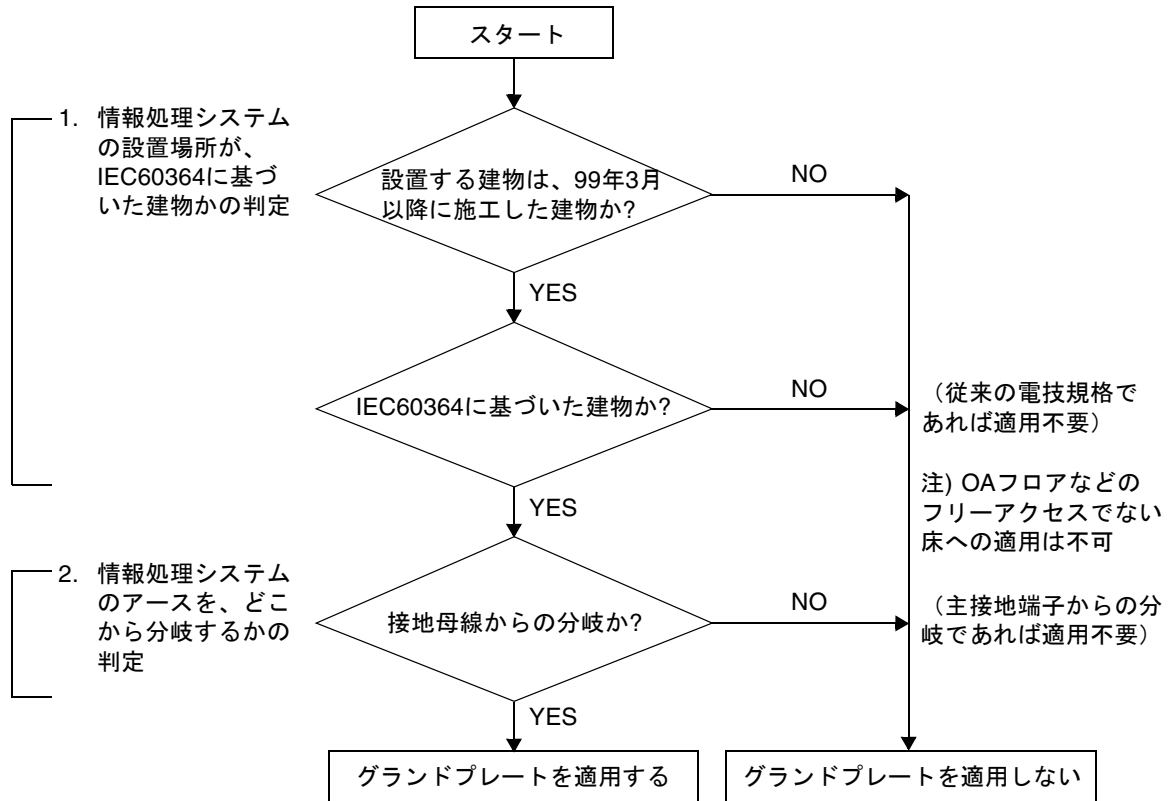 スタート
1. 情報処理システム
の設置場所が、
IEC60364に基づ
いた建物かの判定
設置する建物は、99年3月
以降に施工した建物か?
NO
YES
IEC60364に基づいた建物か?
NO
（従来の電技規格で
あれば適用不要）
YES
注) OAフロアなどの
フリーアクセスでない
床への適用は不可
2. 情報処理システム
のアースを、どこ
から分岐するかの
判定
接地母線からの分岐か?
NO
（主接地端子からの分
岐であれば適用不要）
YES
グランドプレートを適用する
グランドプレートを適用しない